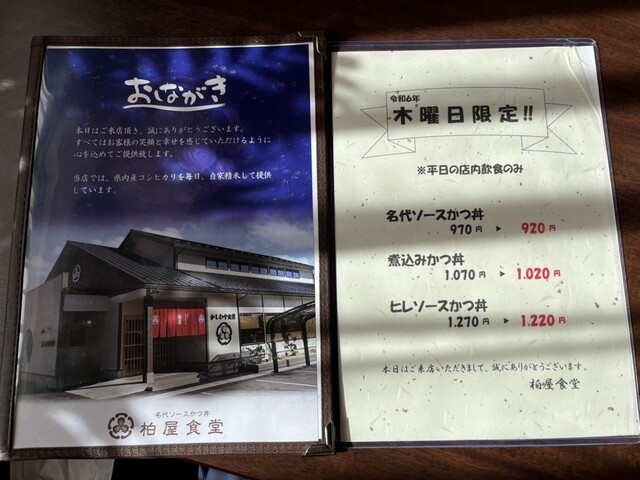 おしながき
本日はご来店頂き、誠にありがとうございます。
すべてはお客様の笑顔と幸せを感じていただけるように
心を込めてご提供致します。
当店では、県内産コシヒカリを毎日、自家精米して提供
しています。
かしわや食堂
名代ソースかつ丼
柏屋食堂
令和6年
木曜日限定!!
※平日の店内飲食のみ
名代ソースかつ丼
970円 ▶ 920円
煮込みかつ丼
1.070円 ▶ 1.020円
ヒレソースかつ丼
1.270円 ▶ 1.220円
本日はご来店いただきまして、誠にありがとうございます。
柏屋食堂